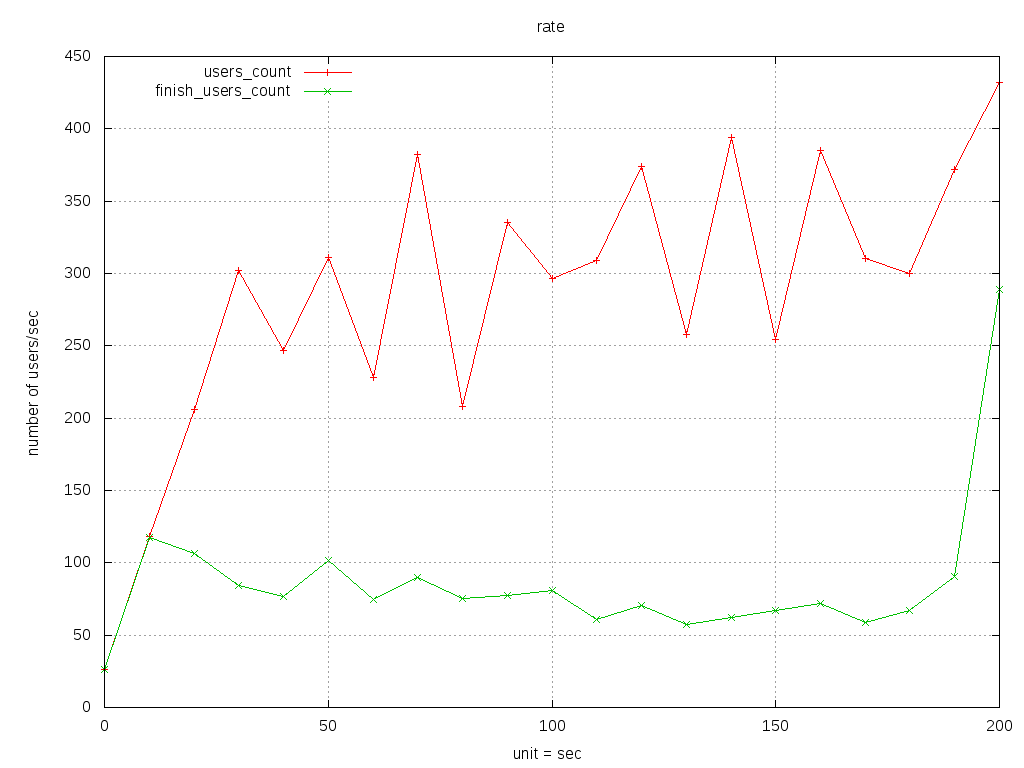 rate
450
400
350
300
250
200
150
100
50
0
users_count
finish_users_count
number of users/sec
0 50 100 150 200
unit = sec